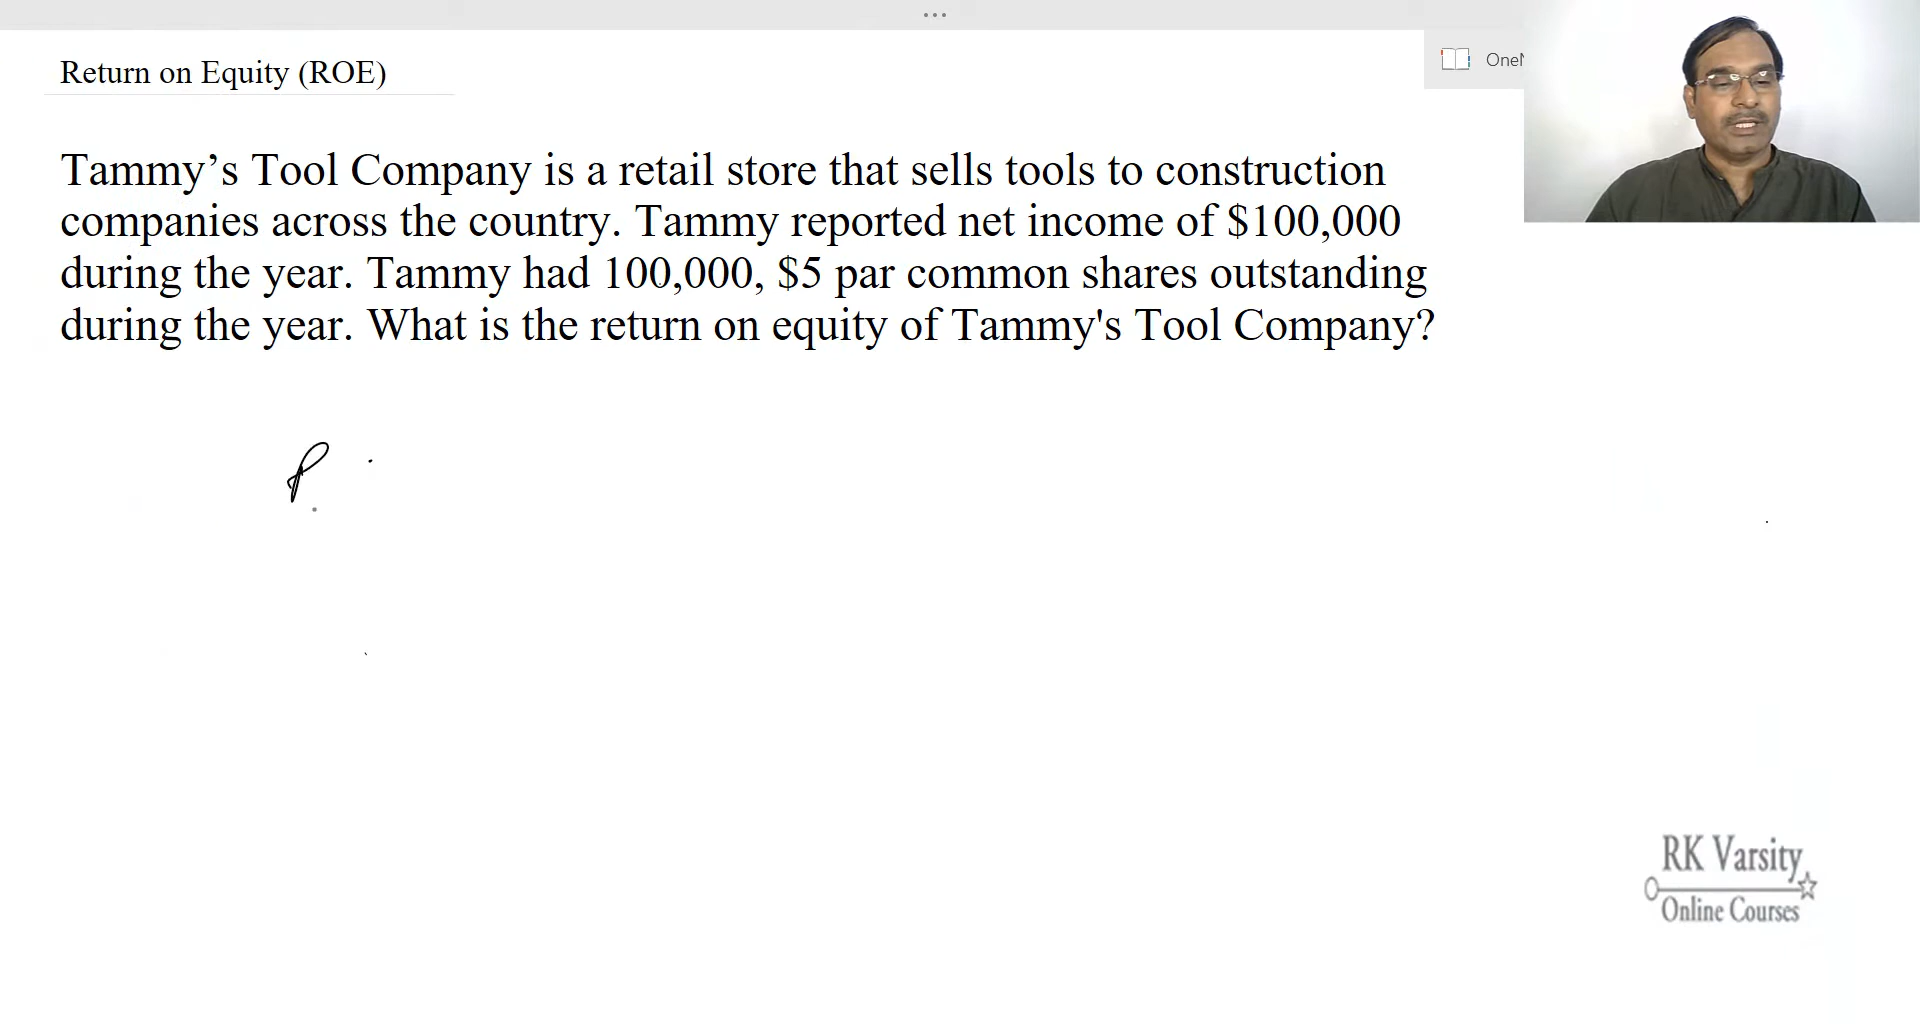 Return on Equity (ROE)
OneN
Tammy’s Tool Company is a retail store that sells tools to construction
companies across the country. Tammy reported net income of $100,000
during the year. Tammy had 100,000, $5 par common shares outstanding
during the year. What is the return on equity of Tammy's Tool Company?
RK Varsity
Online Courses